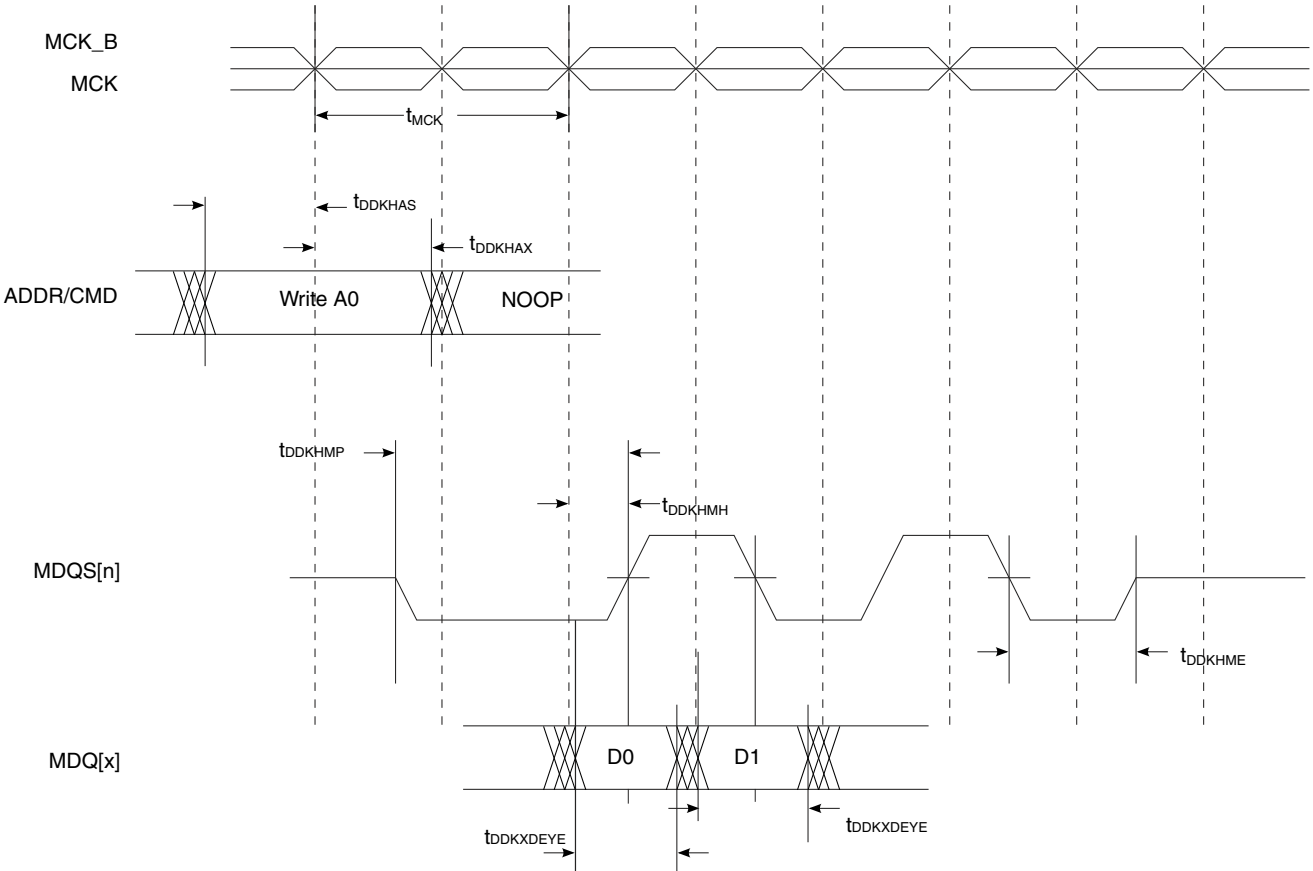 MCK_B
MCK
tMCK
tDDKHAS
tDDKHAX
ADDR/CMD
Write A0
NOOP
tDDKHMP
tDDKHMH
MDQS[n]
tDDKHME
MDQ[x]
D0
D1
tDDKXDEYE
tDDKXDEYE